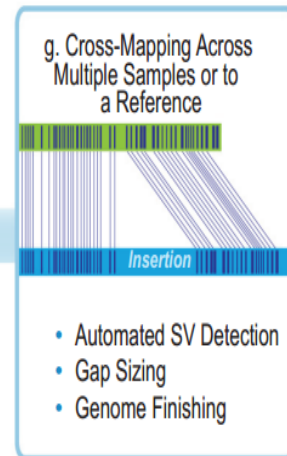 g. Cross-Mapping Across
Multiple Samples or to
a Reference
Insertion
• Automated SV Detection
• Gap Sizing
• Genome Finishing